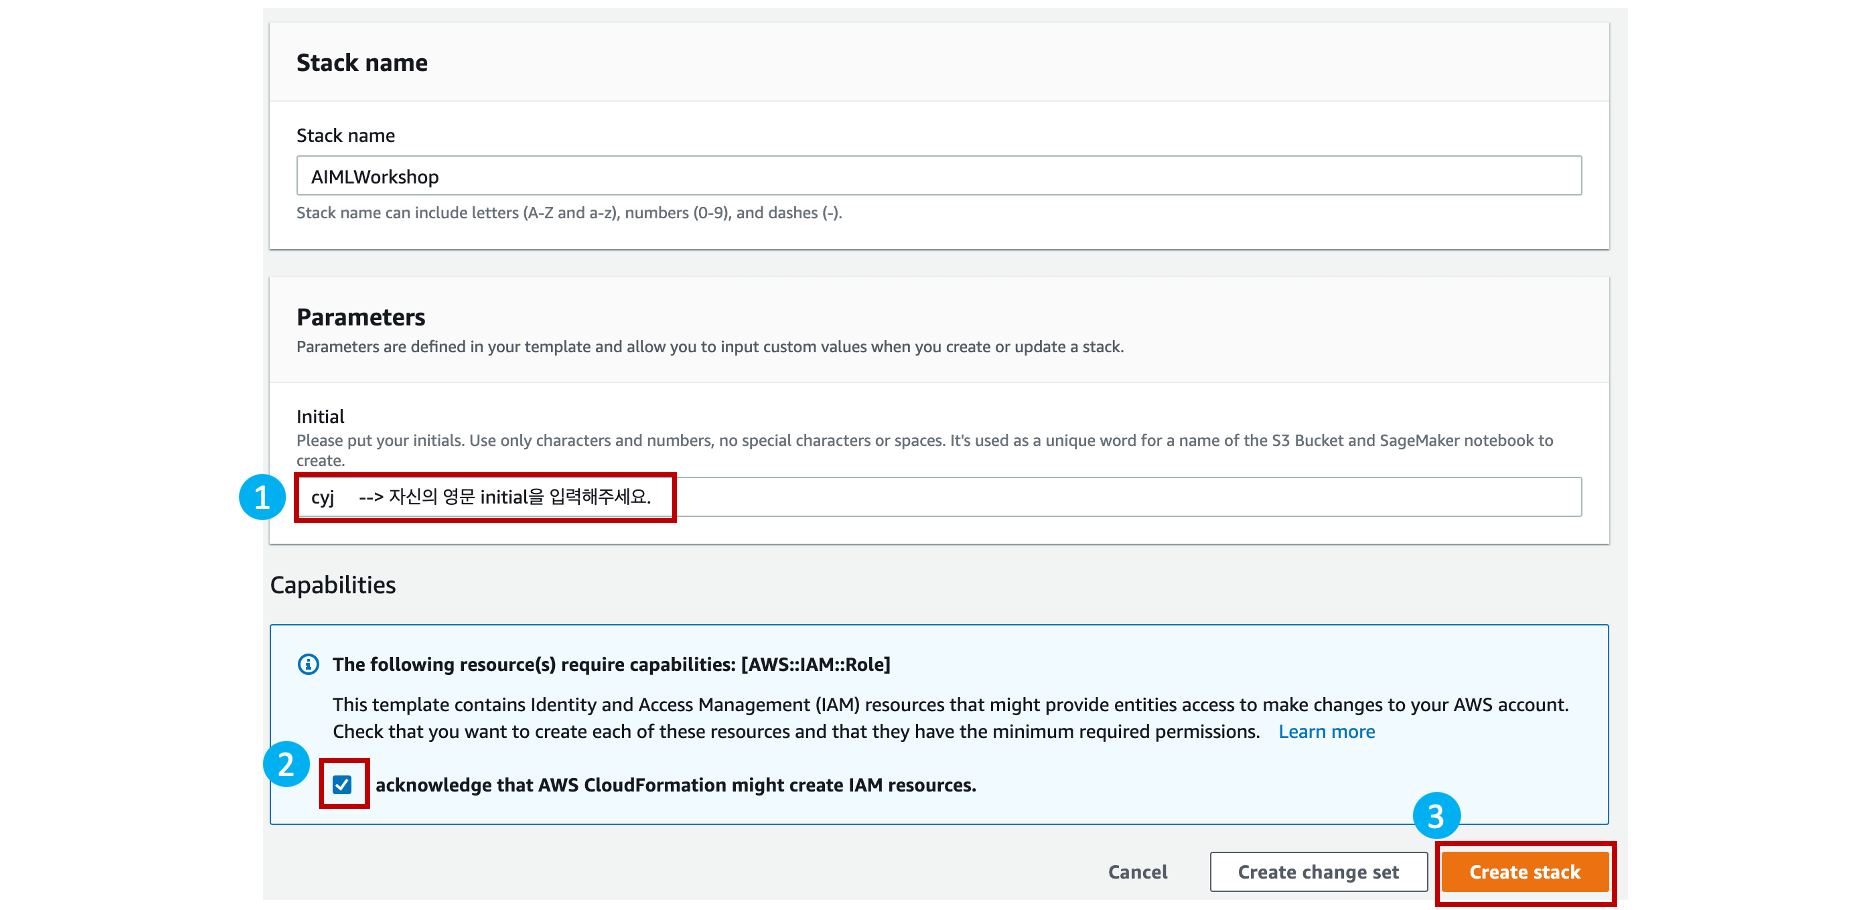 Stack name
Stack name
AIMLWorkshop
Stack name can include letters (A-Z and a-z), numbers (0-9), and dashes (-).
Parameters
Parameters are defined in your template and allow you to input custom values when you create or update a stack.
Initial
Please put your initials. Use only characters and numbers, no special characters or spaces. It's used as a unique word for a name of the S3 Bucket and SageMaker notebook to
create.
1 cyj --> 자신의 영문 initial을 입력해주세요.
Capabilities
The following resource(s) require capabilities: [AWS::IAM::Role]
This template contains Identity and Access Management (IAM) resources that might provide entities access to make changes to your AWS account.
Check that you want to create each of these resources and that they have the minimum required permissions. Learn more
2
acknowledge that AWS CloudFormation might create IAM resources.
3
Cancel Create change set Create stack